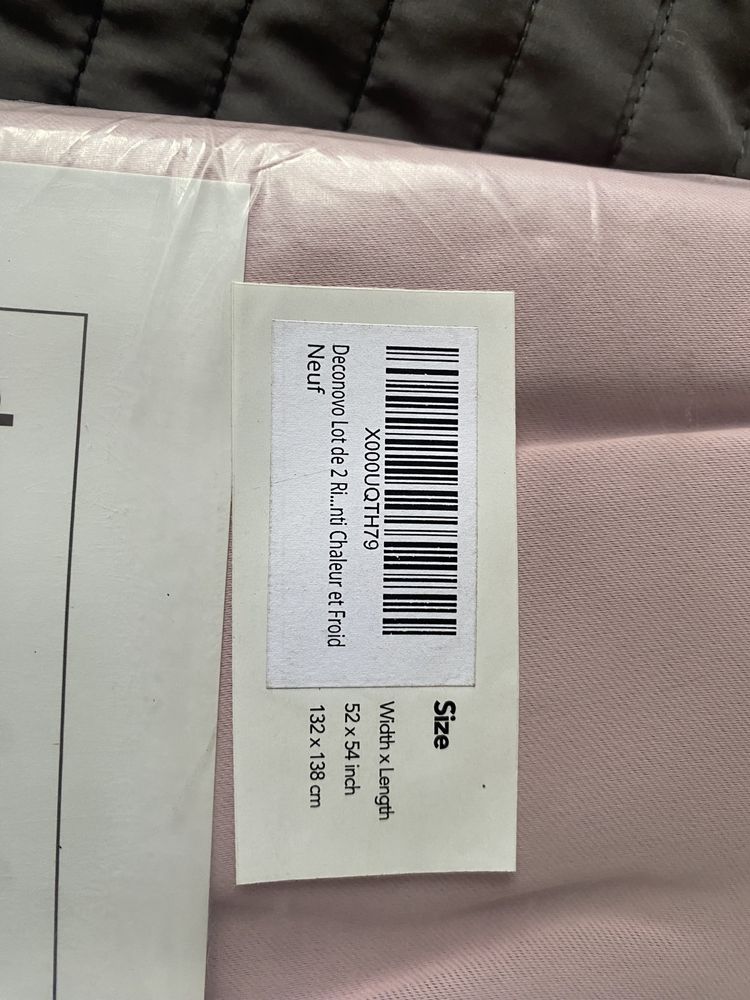 X000UQTH79
Deconovo Lot de 2 Ri...nti Chaleur et Froid
Neuf
Size
Width x Length
52 x 54 inch
132 x 138 cm